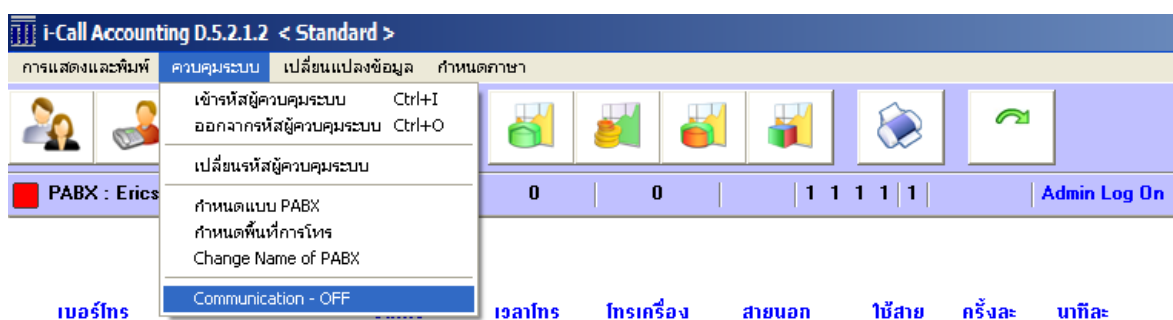 i-Call Accounting D.5.2.1.2 < Standard >
การแสดงและพิมพ์ ควบคุมระบบ เปลี่ยนแปลงข้อมูล กำหนดภาษา
เข้ารหัสผู้ควบคุมระบบ Ctrl+I
ออกจากรหัสผู้ควบคุมระบบ Ctrl+O
เปลี่ยนรหัสผู้ควบคุมระบบ
PABX : Erics 0 0 1 1 1 1 1 Admin Log On
กำหนดแบบ PABX
กำหนดพื้นที่การโทร
Change Name of PABX
Communication - OFF
เบอร์โทร เวลาโทร โทรเครื่อง สายนอก ใช้สาย ครั้งละ นาทีละ